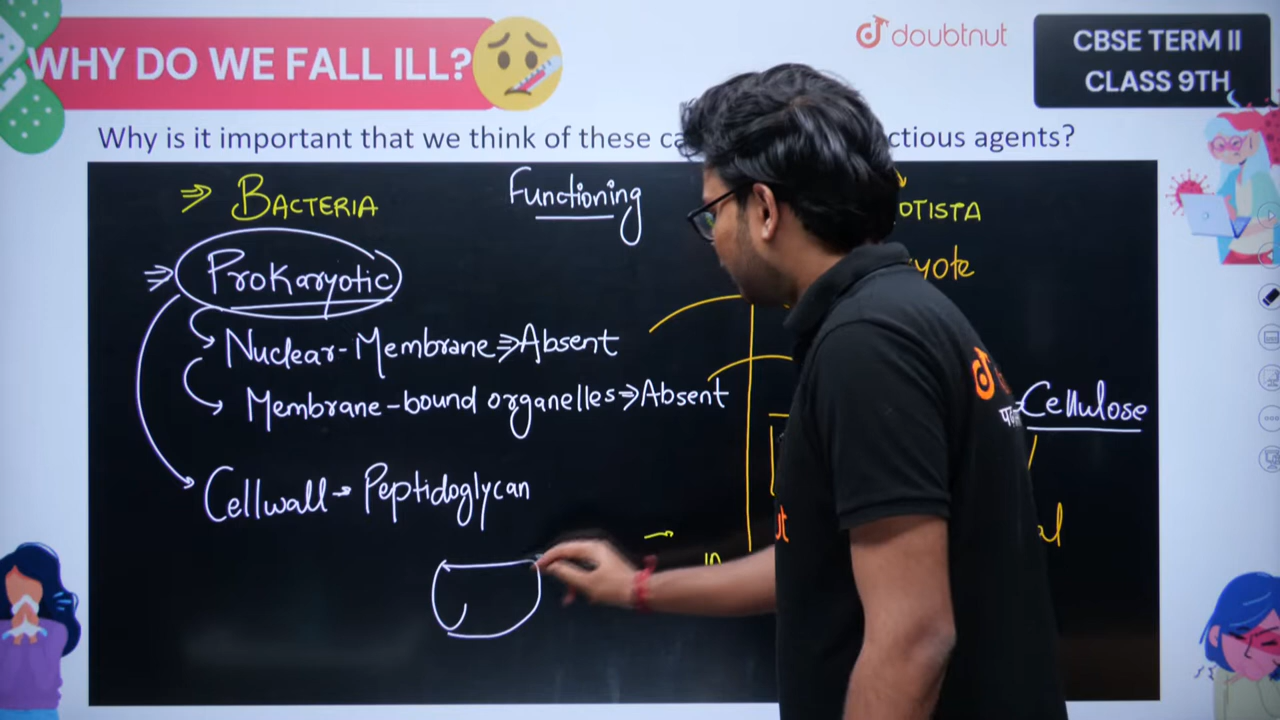 WHY DO WE FALL ILL?
doubtnut
CBSE TERM II
CLASS 9TH
Why is it important that we think of these ca ctious agents?
⇒ BACTERIA
Functioning
OTISTA
⇒ Prokaryotic
yote
Nuclear-Membrane ⇒ Absent
Membrane-bound organelles ⇒ Absent
Cellulose
Cellwall → Peptidoglycan
al